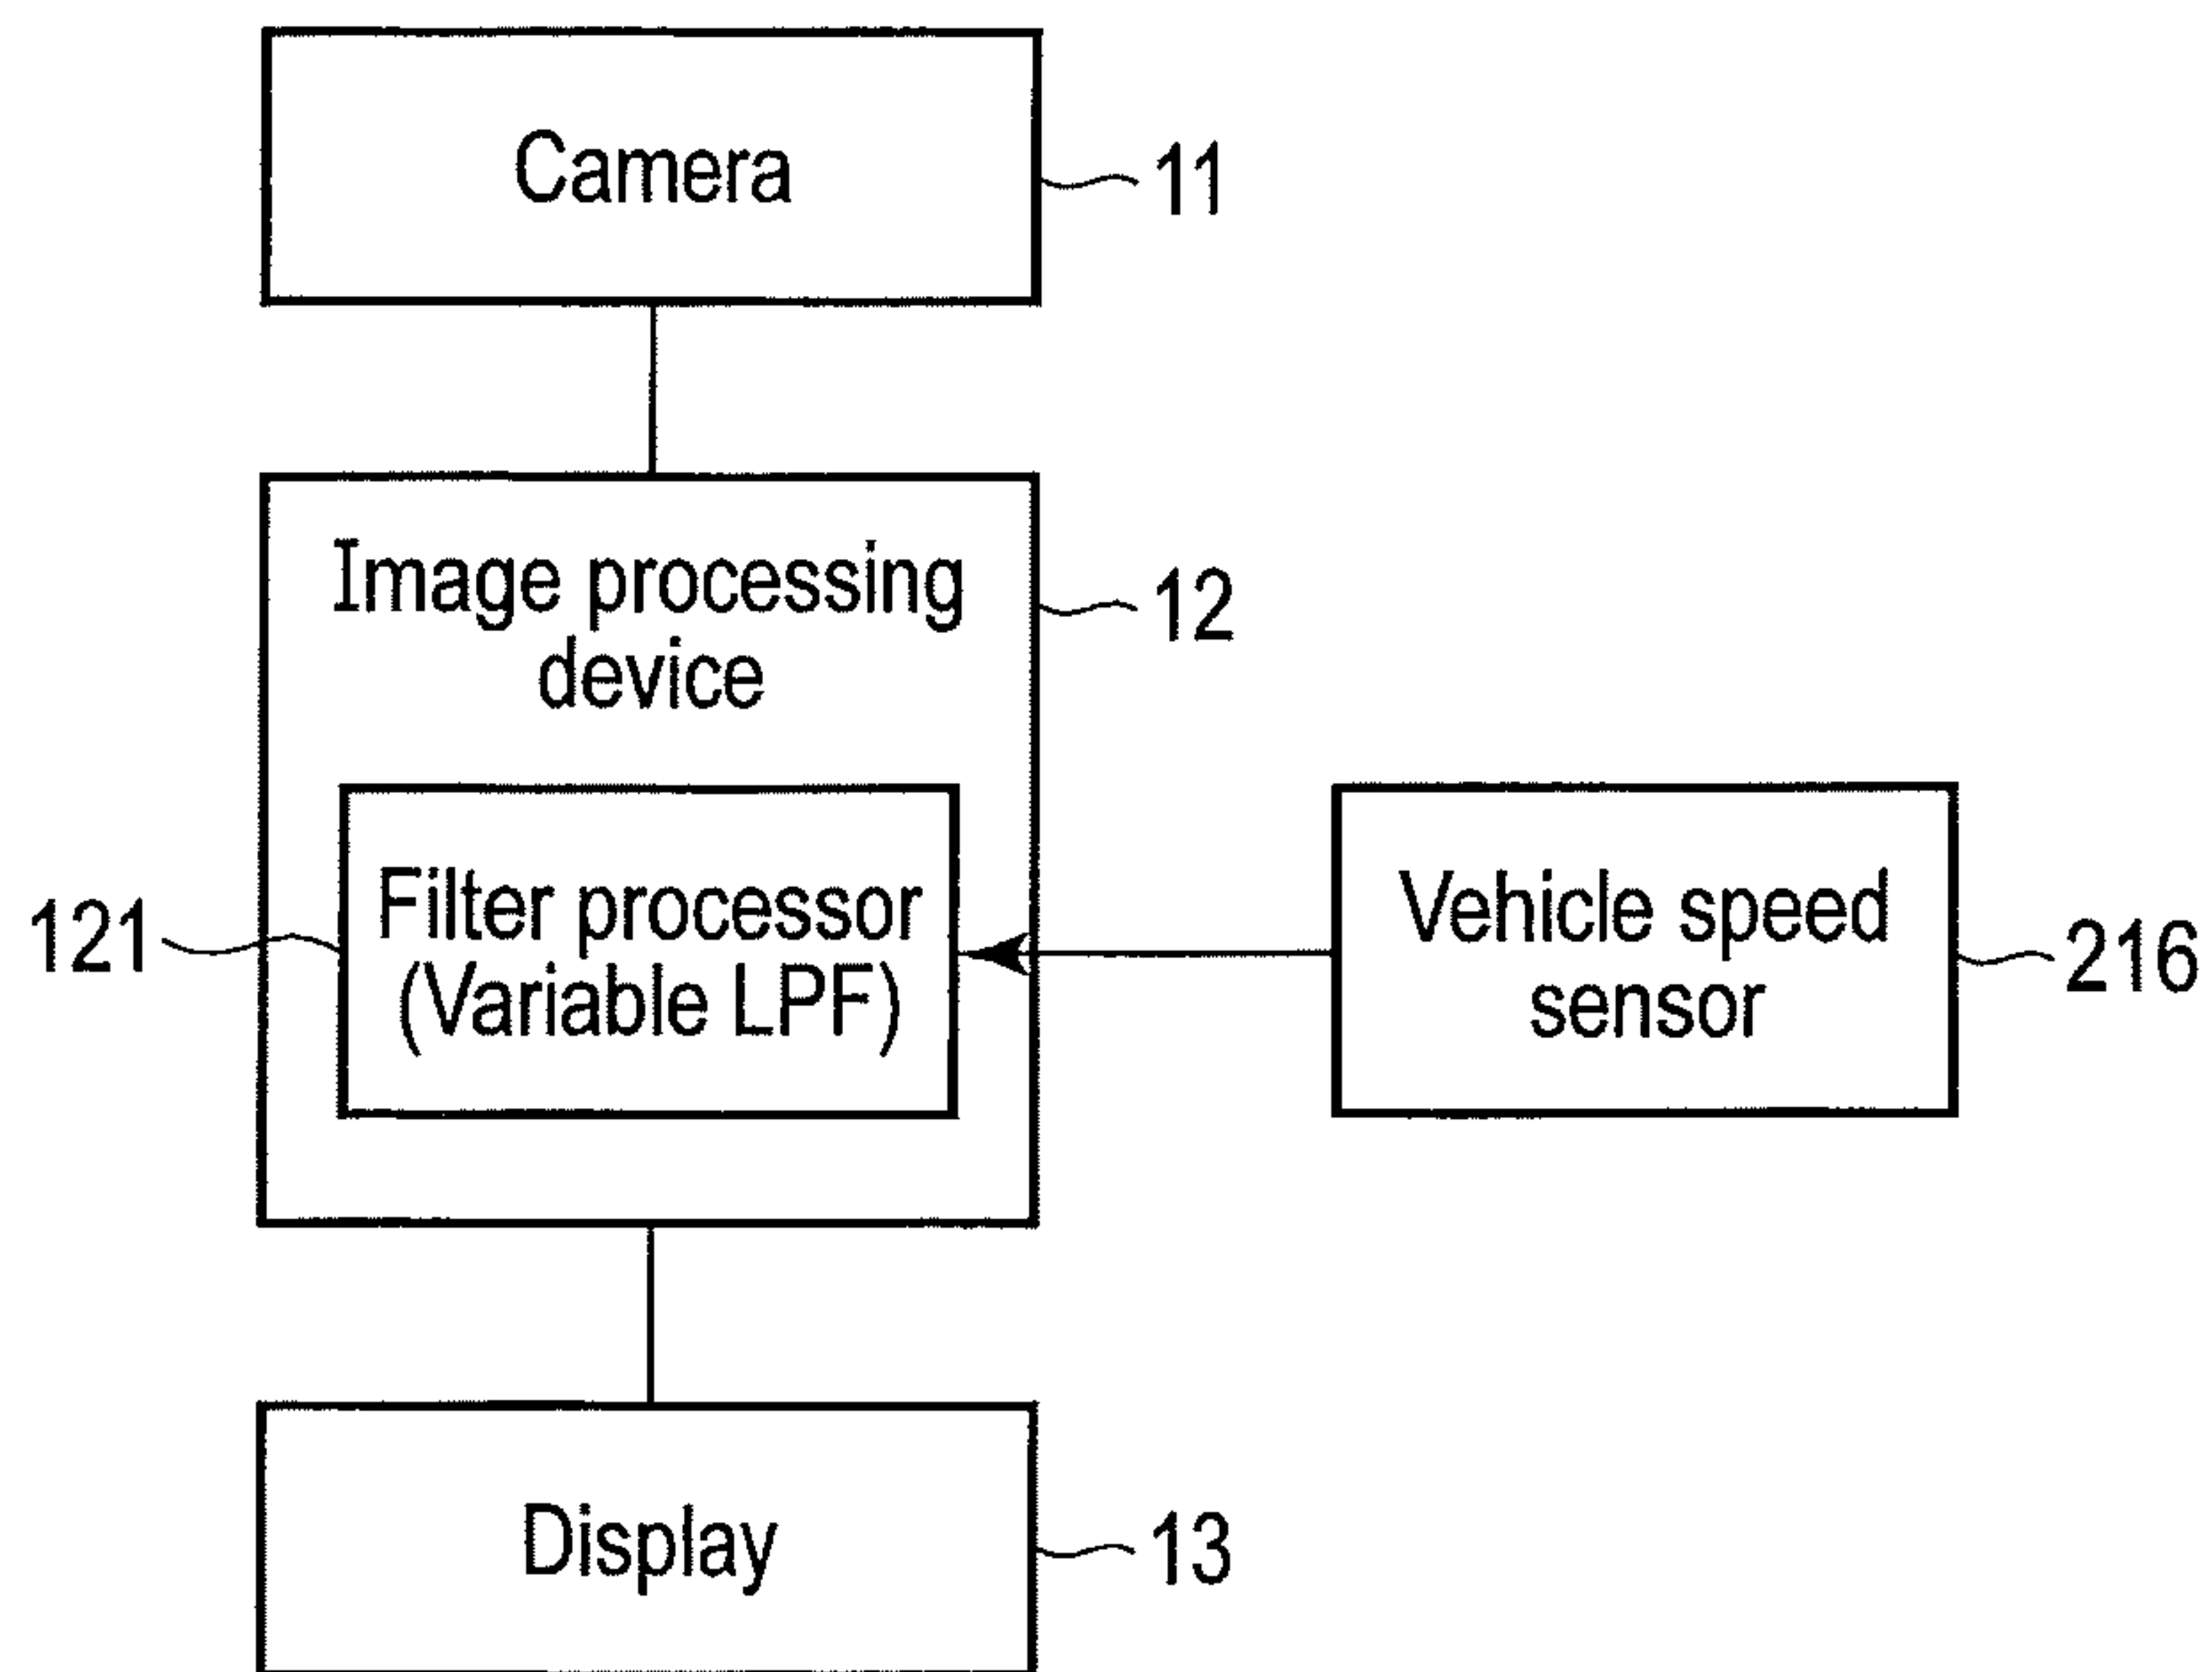 Camera
11
Image processing
device
12
121
Filter processor
(Variable LPF)
Vehicle speed
sensor
216
Display
13